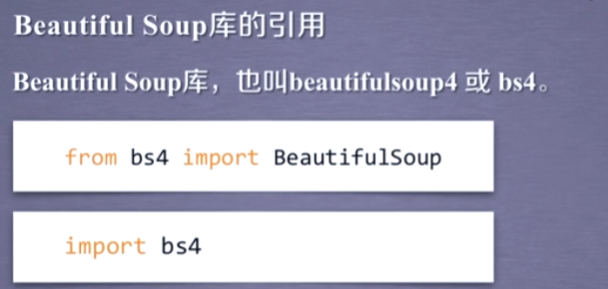 Beautiful Soup库的引用
Beautiful Soup库，也叫beautifulsoup4 或 bs4。
from bs4 import BeautifulSoup
import bs4